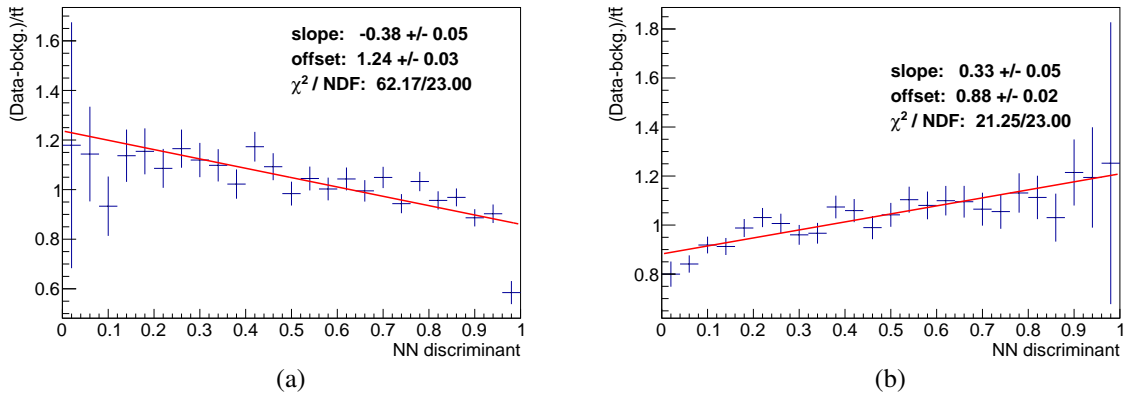 (Data-bckg.)/tt̄
slope: -0.38 +/- 0.05
offset: 1.24 +/- 0.03
χ² / NDF: 62.17/23.00
1.6
1.4
1.2
1
0.8
0.6
0 0.1 0.2 0.3 0.4 0.5 0.6 0.7 0.8 0.9 1
NN discriminant
(a)
(Data-bckg.)/tt̄
slope: 0.33 +/- 0.05
offset: 0.88 +/- 0.02
χ² / NDF: 21.25/23.00
1.8
1.6
1.4
1.2
1
0.8
0 0.1 0.2 0.3 0.4 0.5 0.6 0.7 0.8 0.9 1
NN discriminant
(b)